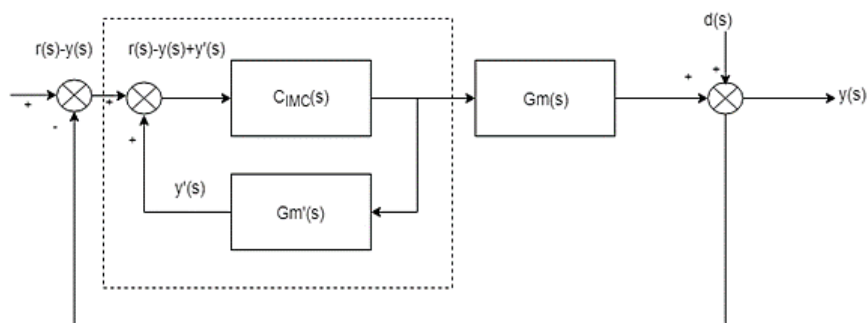 d(s)
r(s)-y(s)
r(s)-y(s)+y'(s)
+
+
-
+
+
+
+
C_IMC(s)
Gm(s)
y(s)
y'(s)
Gm'(s)